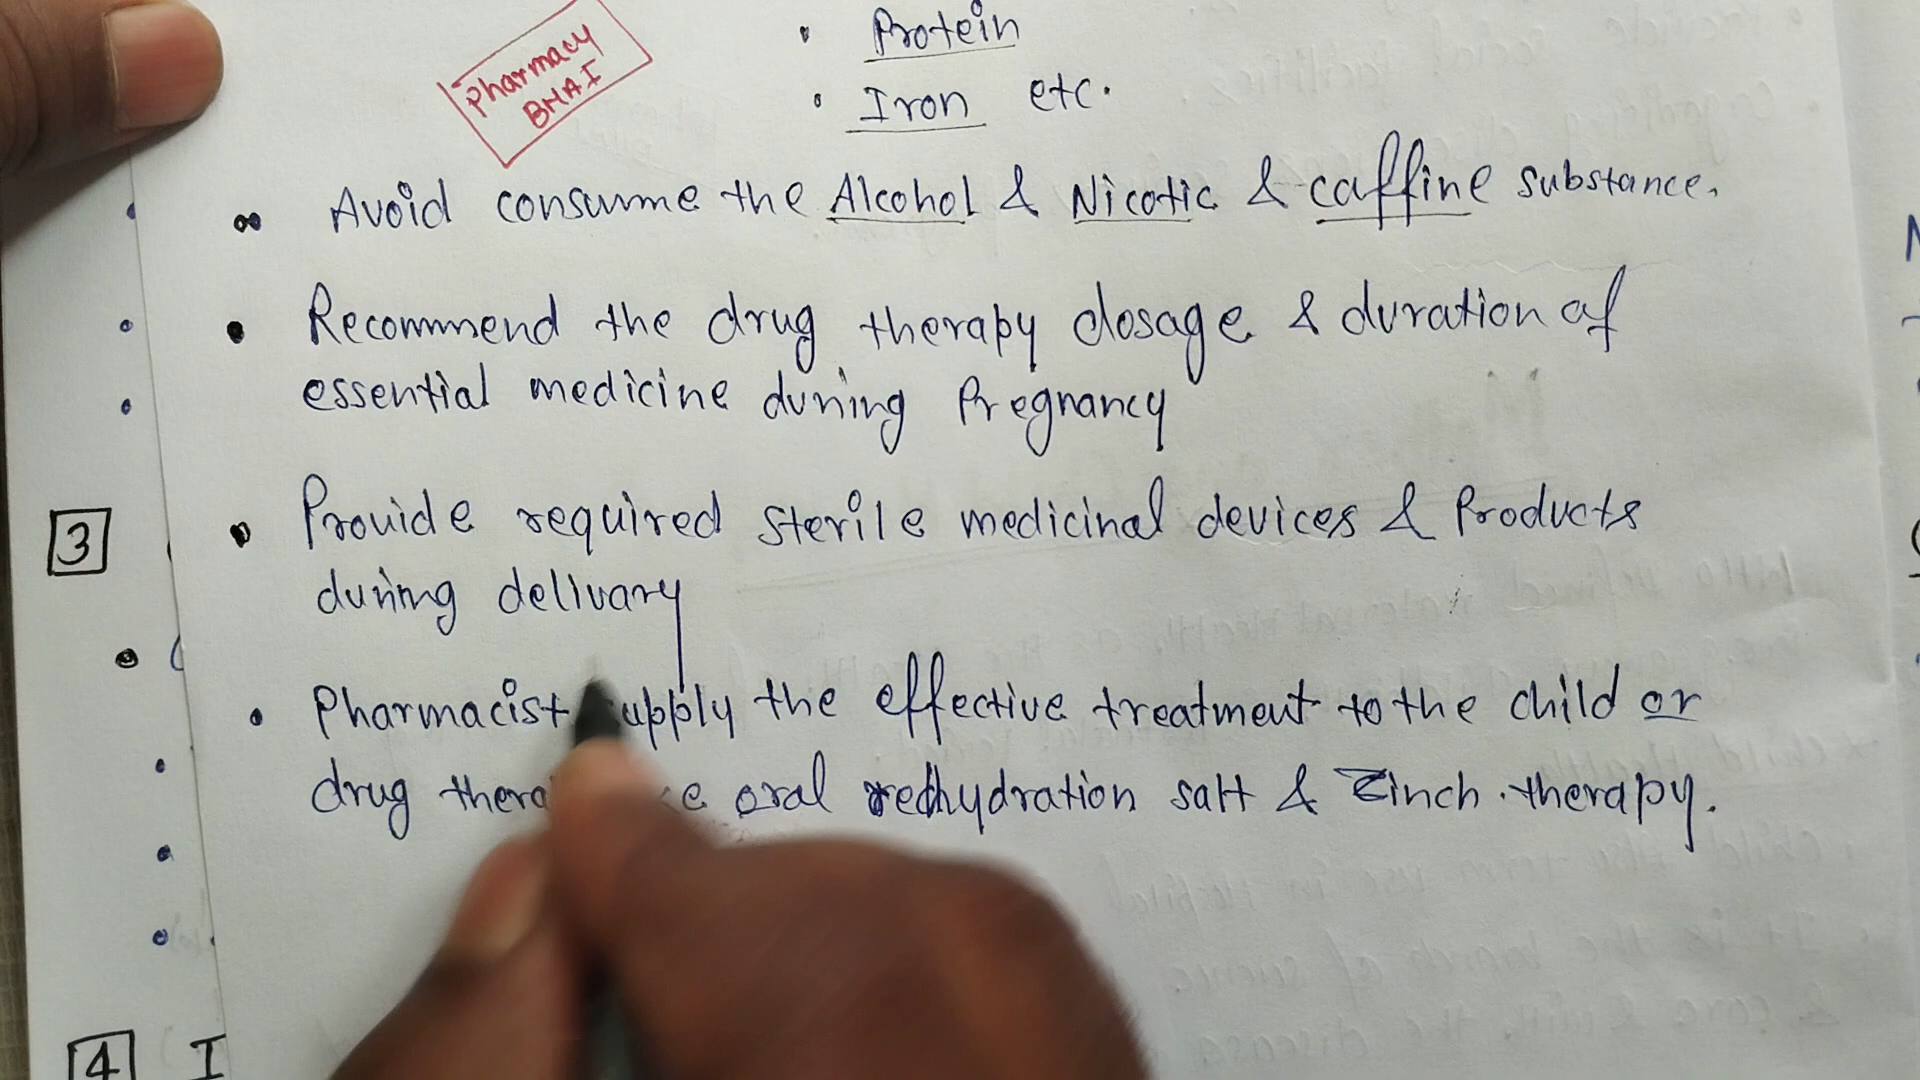 Pharmacy
BHAI
• Protein
• Iron etc.
Avoid consume the Alcohol & Nicotic & caffine substance.
• Recommend the drug therapy dosage & duration of
essential medicine during Pregnancy
• Provide required sterile medicinal devices & Products
during delivary
• Pharmacist supply the effective treatment to the child or
drug oral rehydration salt & Zinch therapy.
3
4 I